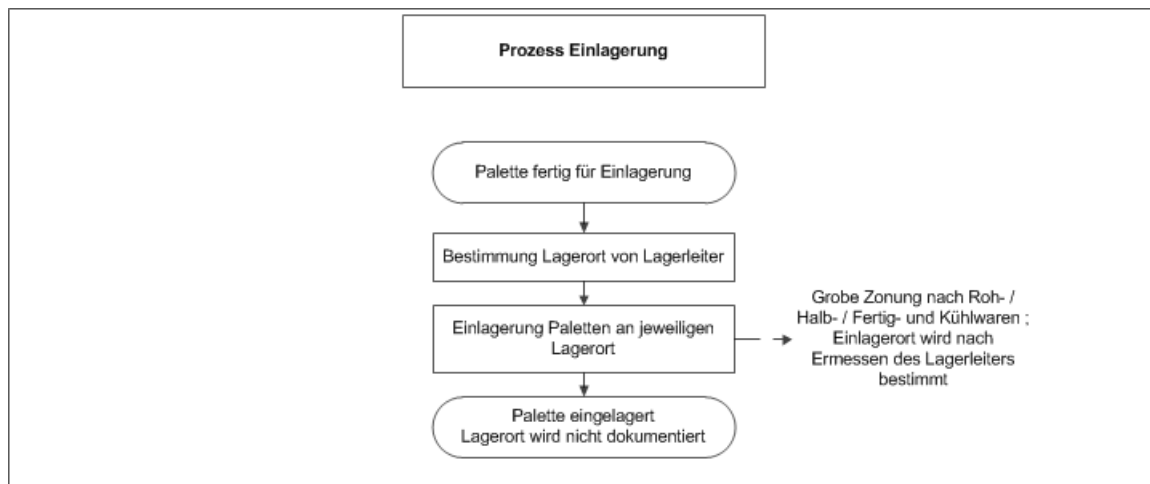 Prozess Einlagerung
Palette fertig für Einlagerung
Bestimmung Lagerort von Lagerleiter
Einlagerung Paletten an jeweiligen
Lagerort
Grobe Zonung nach Roh- /
Halb- / Fertig- und Kühlwaren ;
Einlagerort wird nach
Ermessen des Lagerleiters
bestimmt
Palette eingelagert
Lagerort wird nicht dokumentiert